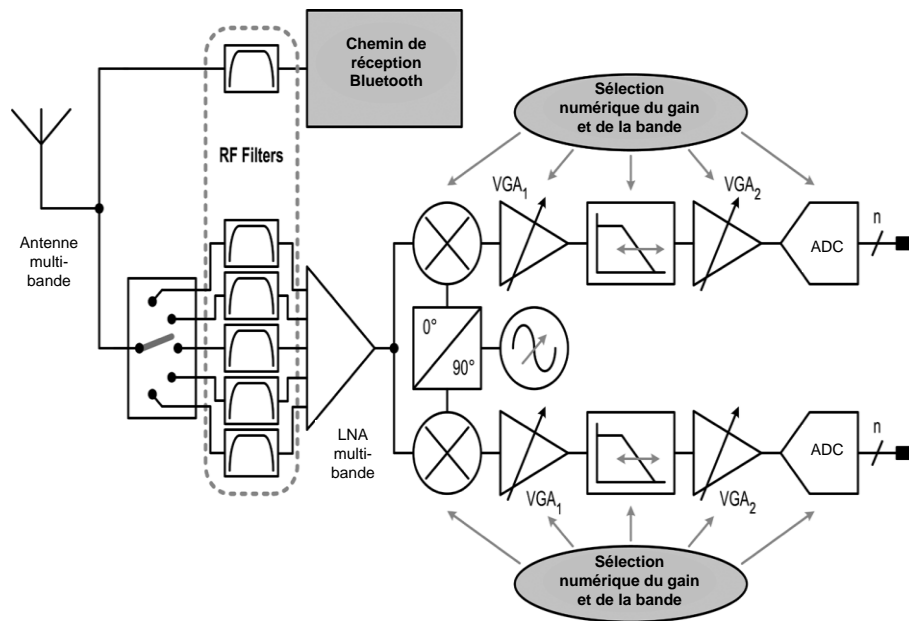 Chemin de
réception
Bluetooth
Sélection
numérique du gain
et de la bande
RF Filters
VGA1
VGA2
n
ADC
Antenne
multi-
bande
0°
90°
LNA
multi-
bande
n
ADC
VGA1
VGA2
Sélection
numérique du gain
et de la bande